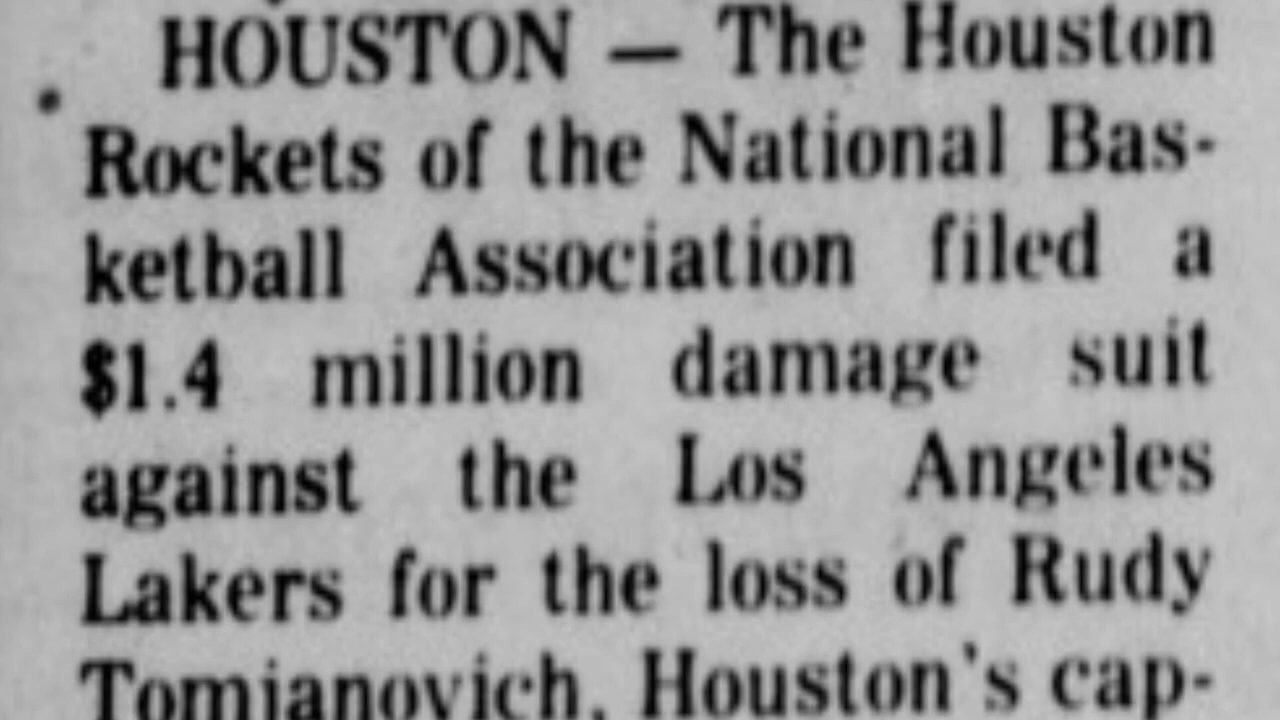 HOUSTON — The Houston
Rockets of the National Bas-
ketball Association filed a
$1.4 million damage suit
against the Los Angeles
Lakers for the loss of Rudy
Tomjanovich, Houston's cap-